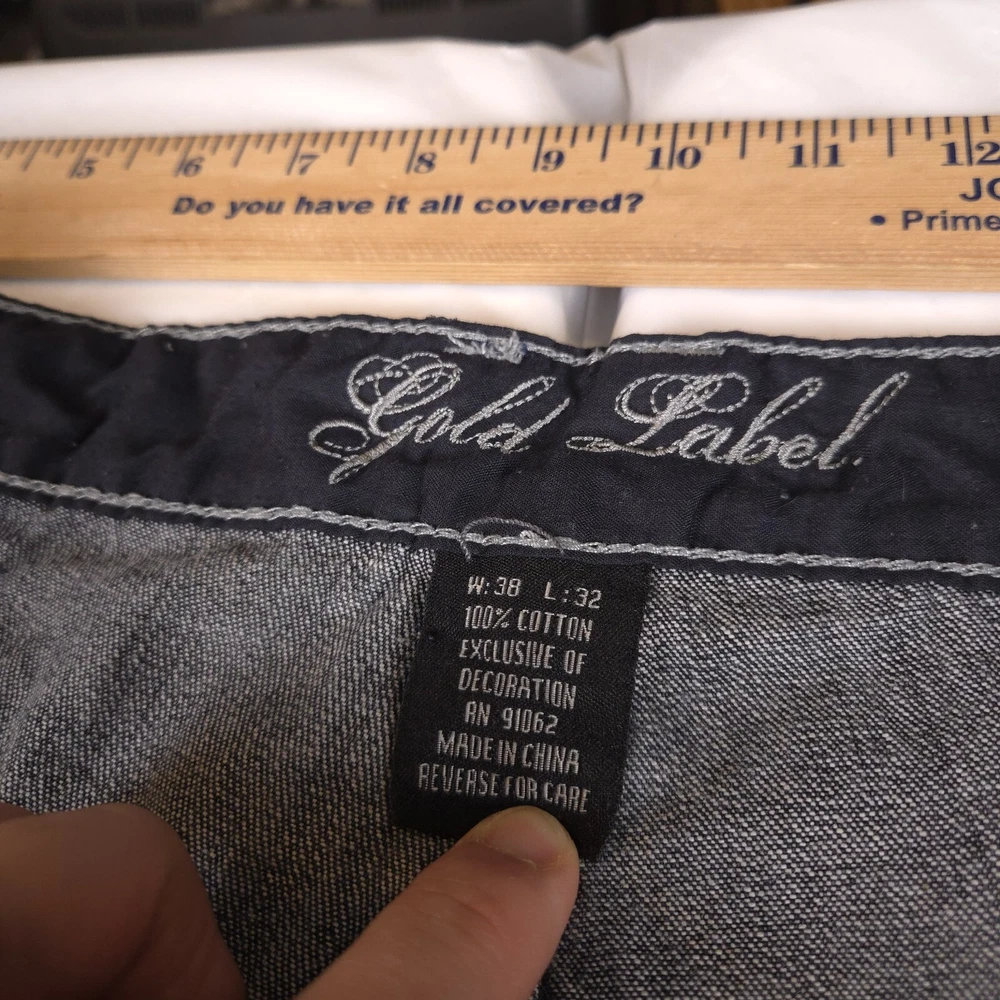 5 6 7 8 9 10 11 12
Do you have it all covered?
JO
• Prime
Gold Label
W:38 L:32
100% COTTON
EXCLUSIVE OF
DECORATION
RN 91062
MADE IN CHINA
REVERSE FOR CARE